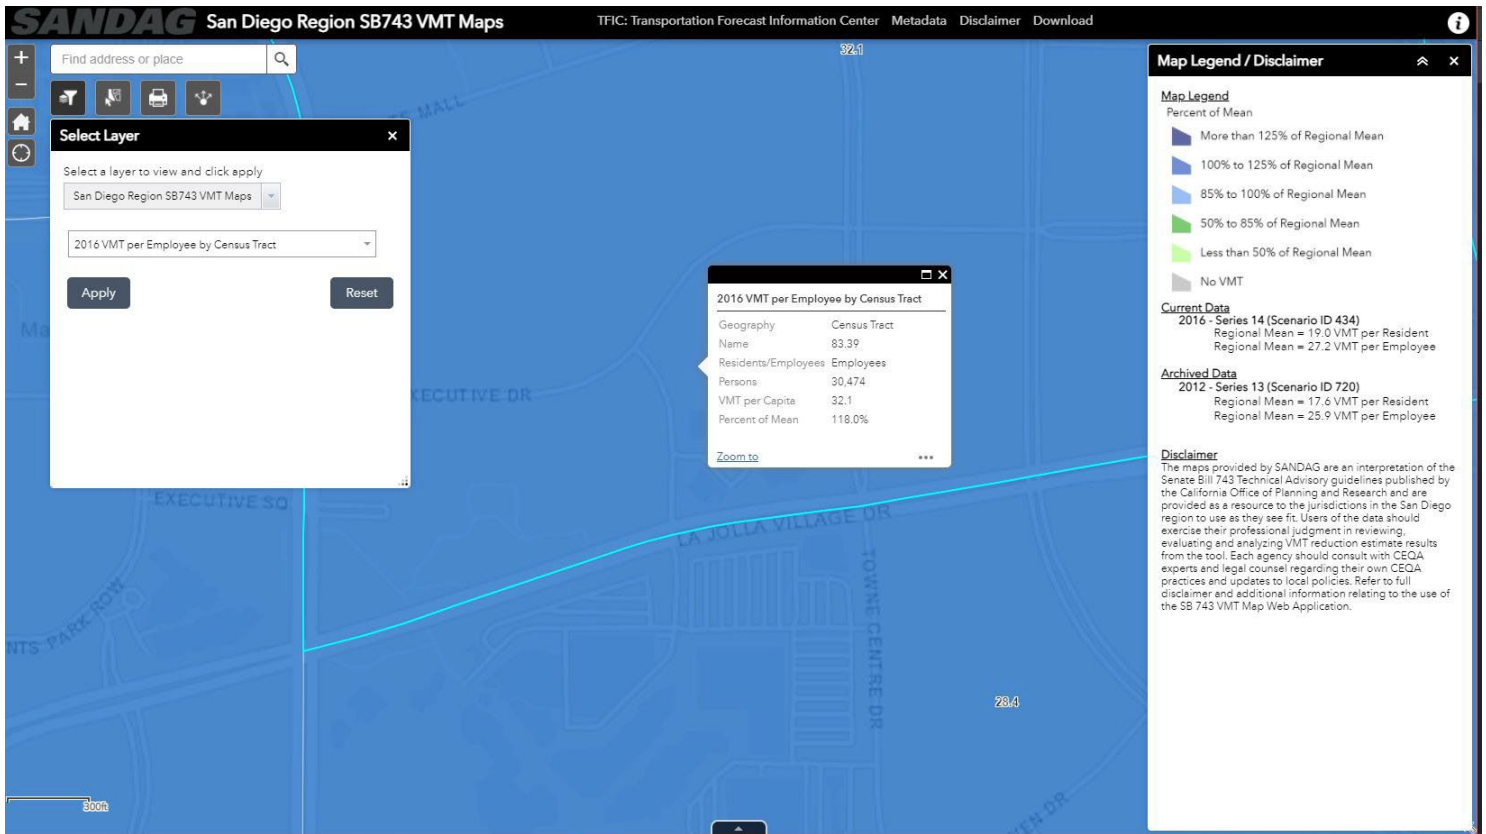 SANDAG San Diego Region SB743 VMT Maps TFIC: Transportation Forecast Information Center Metadata Disclaimer Download
Find address or place
32.1
MALL
Select Layer
Select a layer to view and click apply
San Diego Region SB743 VMT Maps
2016 VMT per Employee by Census Tract
Apply Reset
EXECUTIVE DR
EXECUTIVE SQ
2016 VMT per Employee by Census Tract
Geography Census Tract
Name 83.39
Residents/Employees Employees
Persons 30,474
VMT per Capita 32.1
Percent of Mean 118.0%
Zoom to
LA JOLLA VILLAGE DR
TOWNE CENTRE DR
NTS PARK ROW
28.4
300ft
Map Legend / Disclaimer
Map Legend
Percent of Mean
More than 125% of Regional Mean
100% to 125% of Regional Mean
85% to 100% of Regional Mean
50% to 85% of Regional Mean
Less than 50% of Regional Mean
No VMT
Current Data
2016 - Series 14 (Scenario ID 434)
Regional Mean = 19.0 VMT per Resident
Regional Mean = 27.2 VMT per Employee
Archived Data
2012 - Series 13 (Scenario ID 720)
Regional Mean = 17.6 VMT per Resident
Regional Mean = 25.9 VMT per Employee
Disclaimer
The maps provided by SANDAG are an interpretation of the
Senate Bill 743 Technical Advisory guidelines published by
the California Office of Planning and Research and are
provided as a resource to the jurisdictions in the San Diego
region to use as they see fit. Users of the data should
exercise their professional judgment in reviewing,
evaluating and analyzing VMT reduction estimate results
from the tool. Each agency should consult with CEQA
experts and legal counsel regarding their own CEQA
practices and updates to local policies. Refer to full
disclaimer and additional information relating to the use of
the SB 743 VMT Map Web Application.